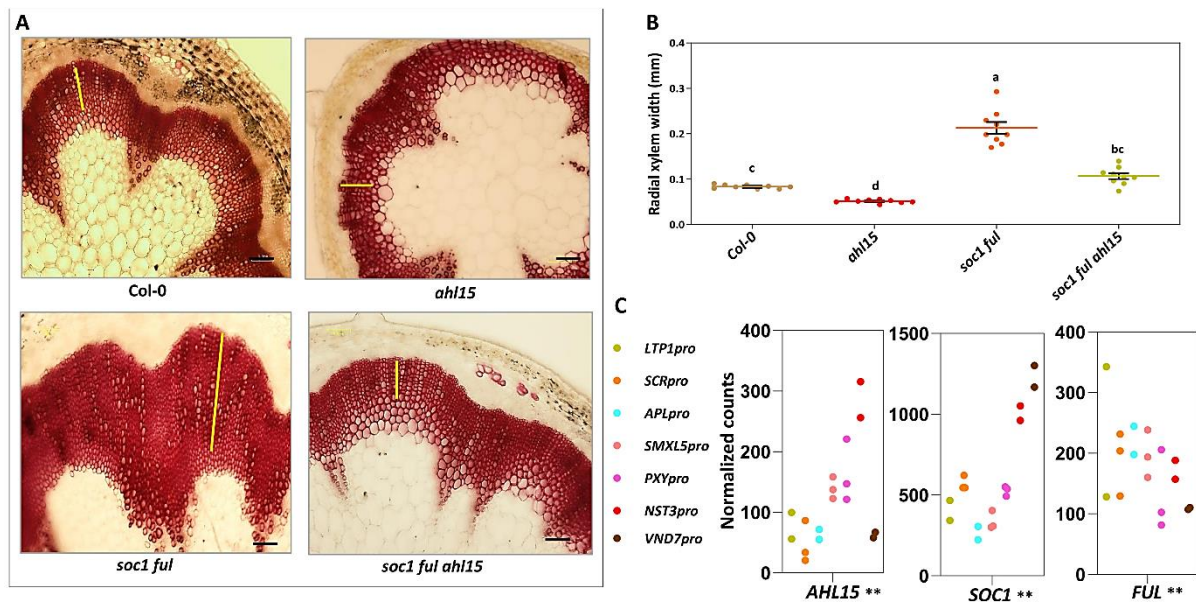 A
Col-0
ahl15
soc1 ful
soc1 ful ahl15
B
Radial xylem width (mm)
0.4
0.3
0.2
0.1
0.0
c
d
a
bc
Col-0
ahl15
soc1 ful
soc1 ful ahl15
C
LTP1pro
SCRpro
APLpro
SMXL5pro
PXYpro
NST3pro
VND7pro
Normalized counts
400
300
200
100
0
AHL15 **
1500
1000
500
0
SOC1 **
400
300
200
100
0
FUL **